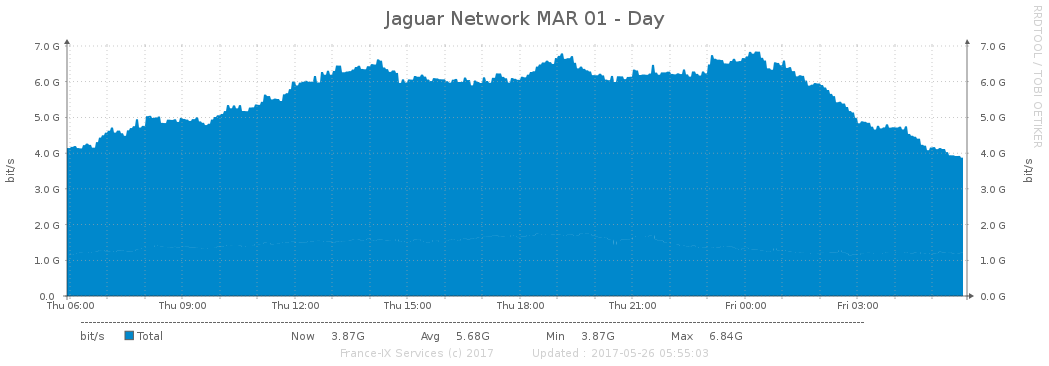 Jaguar Network MAR 01 - Day
RRDTOOL / TOBI OETIKER
7.0 G 7.0 G
6.0 G 6.0 G
5.0 G 5.0 G
4.0 G 4.0 G
bit/s bit/s
3.0 G 3.0 G
2.0 G 2.0 G
1.0 G 1.0 G
0.0 0.0 G
Thu 06:00 Thu 09:00 Thu 12:00 Thu 15:00 Thu 18:00 Thu 21:00 Fri 00:00 Fri 03:00
bit/s Total Now 3.87G Avg 5.68G Min 3.87G Max 6.84G
France-IX Services (c) 2017 Updated : 2017-05-26 05:55:03